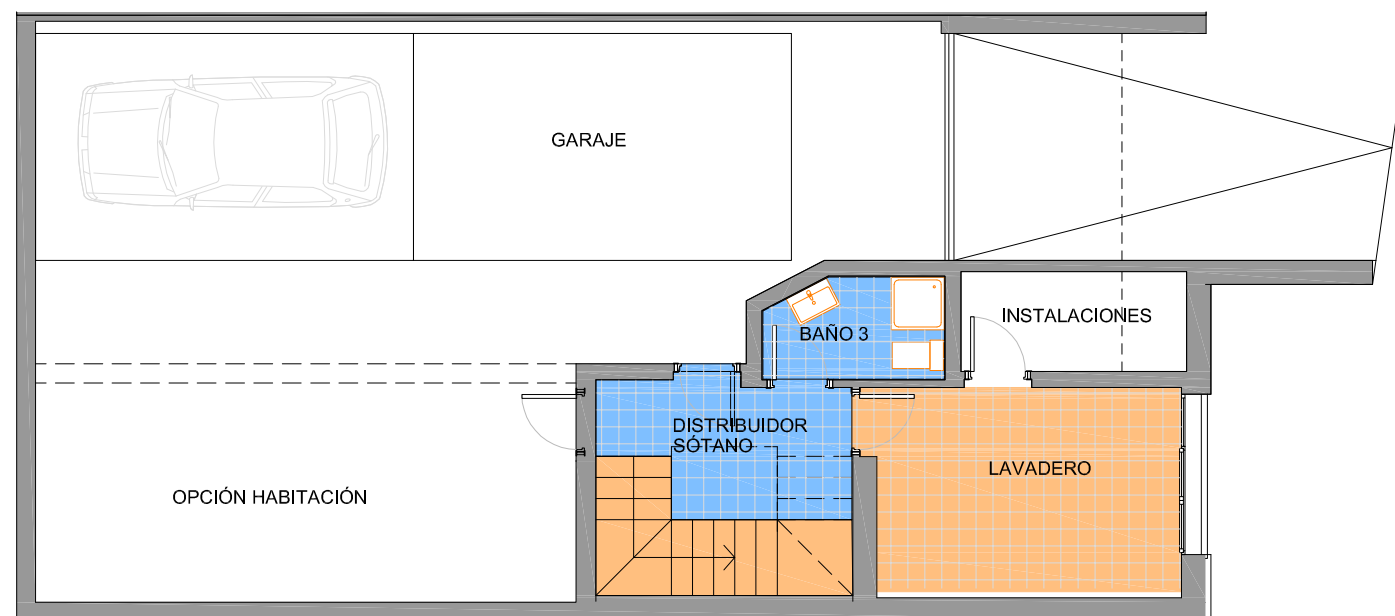 GARAJE
INSTALACIONES
BAÑO 3
DISTRIBUIDOR
SÓTANO
LAVADERO
OPCIÓN HABITACIÓN